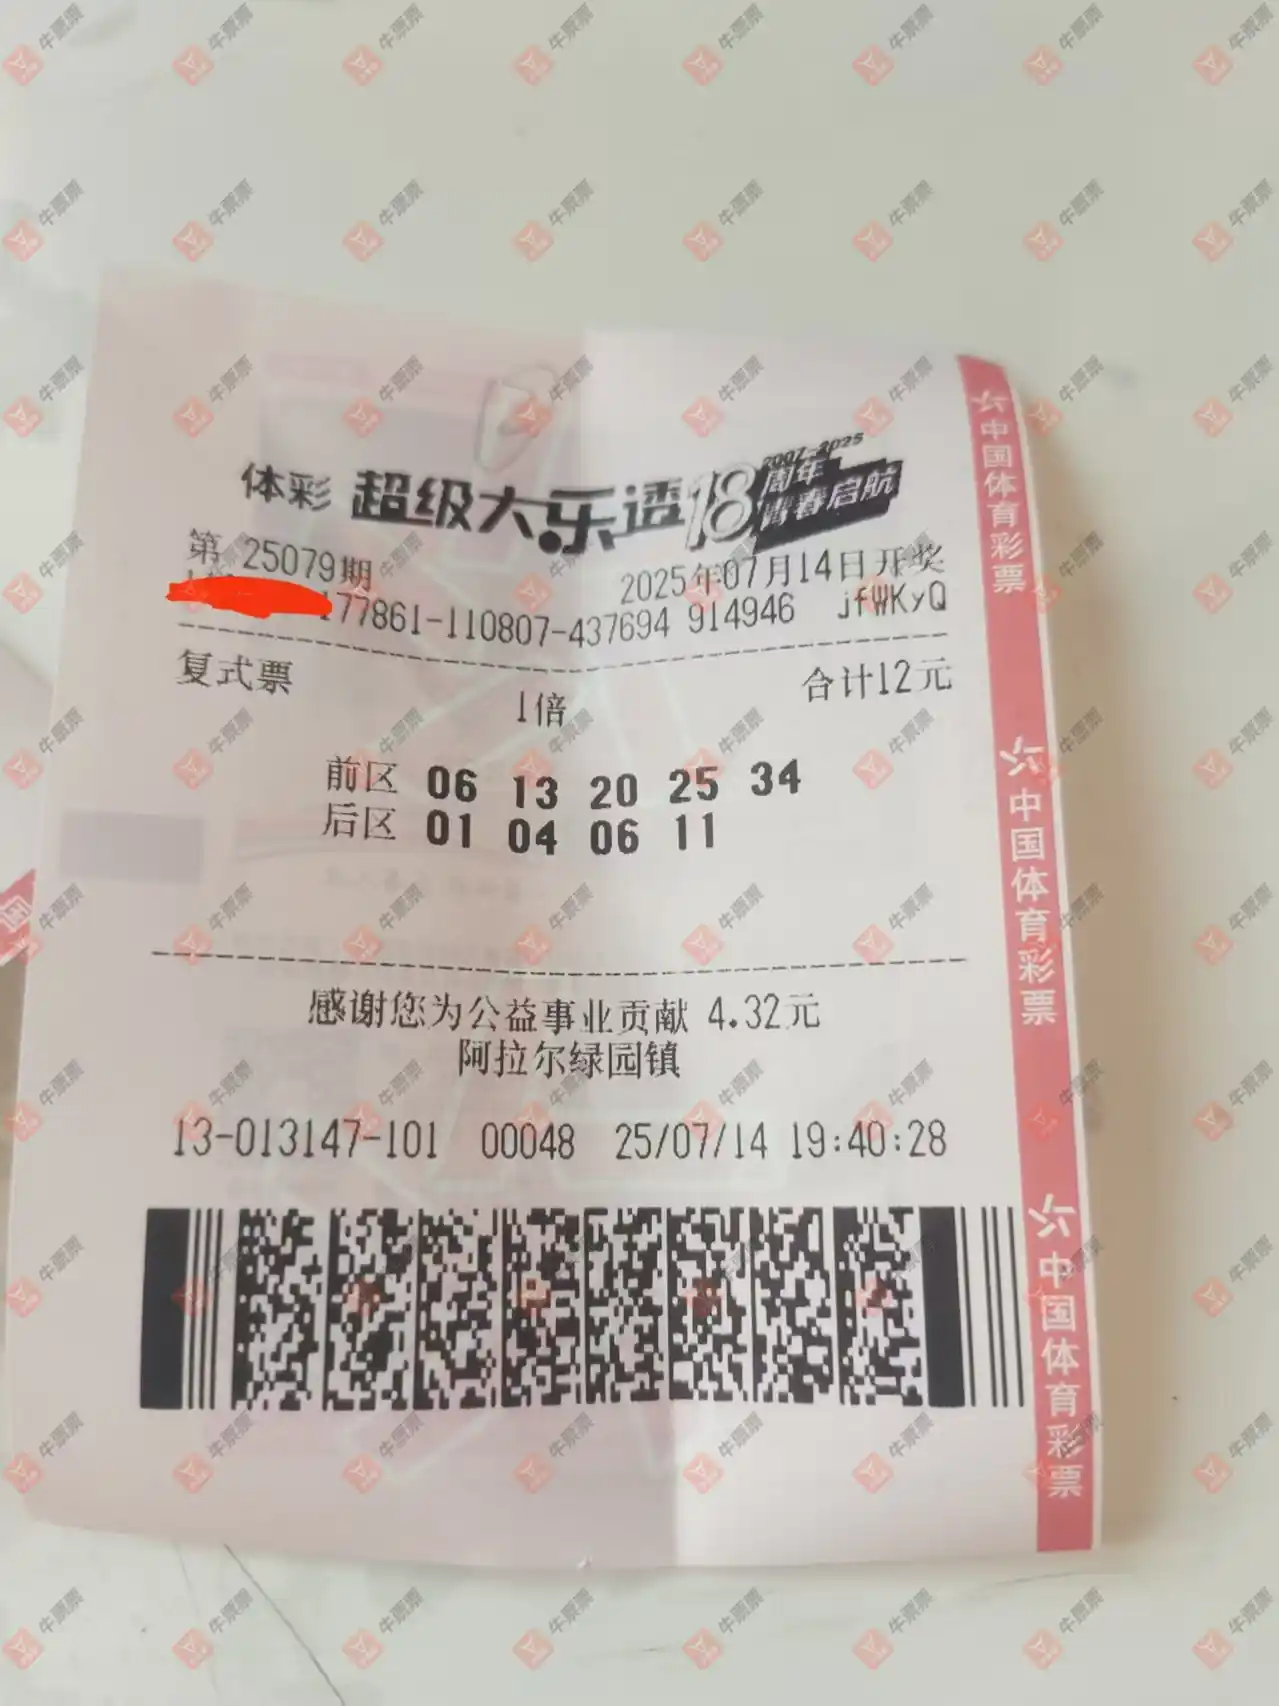 体彩 超级大乐透 18周年 2007-2025 青春启航
第 25079期 2025年07月14日开奖
177861-110807-437694 914946 jfWKyQ
复式票 1倍 合计12元
前区 06 13 20 25 34
后区 01 04 06 11
感谢您为公益事业贡献 4.32元
阿拉尔绿园镇
13-013147-101 00048 25/07/14 19:40:28
中国体育彩票
中国体育彩票
中国体育彩票
牛票票